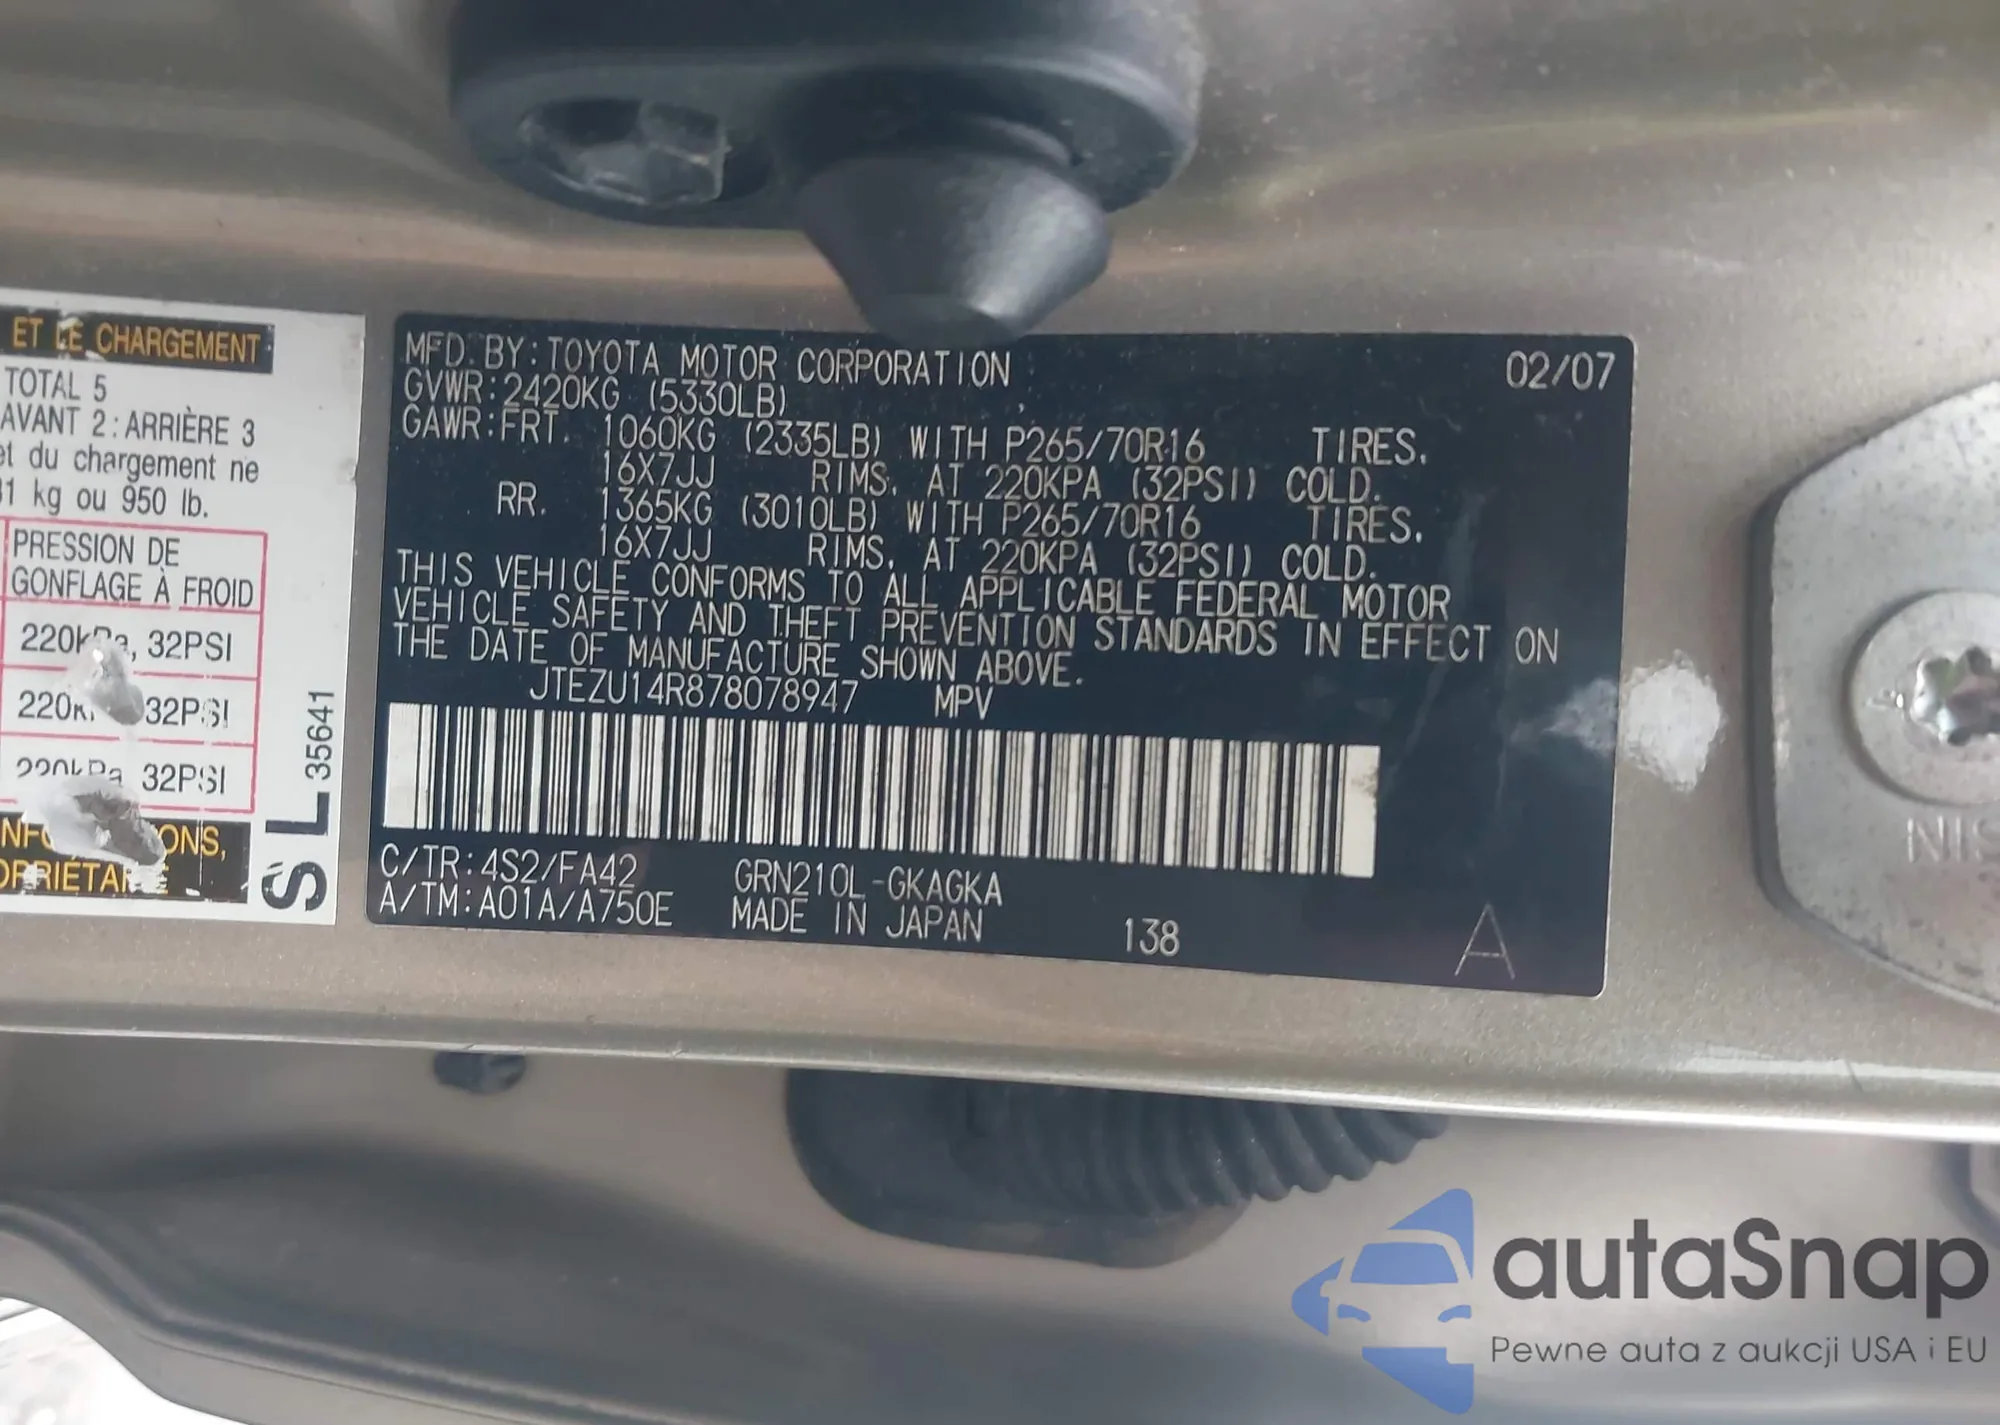 ET LE CHARGEMENT
TOTAL 5
AVANT 2 : ARRIÈRE 3
et du chargement ne
kg ou 950 lb.
PRESSION DE
GONFLAGE À FROID
32PSI
32PSI
32PSI
SL 35641
MFD. BY: TOYOTA MOTOR CORPORATION 02/07
GVWR: 2420KG (5330LB)
GAWR: FRT. 1060KG (2335LB) WITH P265/70R16 TIRES.
16X7JJ RIMS, AT 220KPA (32PSI) COLD.
RR. 1365KG (3010LB) WITH P265/70R16 TIRES.
16X7JJ RIMS, AT 220KPA (32PSI) COLD.
THIS VEHICLE CONFORMS TO ALL APPLICABLE FEDERAL MOTOR
VEHICLE SAFETY AND THEFT PREVENTION STANDARDS IN EFFECT ON
THE DATE OF MANUFACTURE SHOWN ABOVE.
JTEZU14R878078947 MPV
C/TR: 4S2/FA42 GRN210L-GKAGKA
A/TM: A01A/A750E MADE IN JAPAN 138 A
autaSnap
Pewne auta z aukcji USA i EU